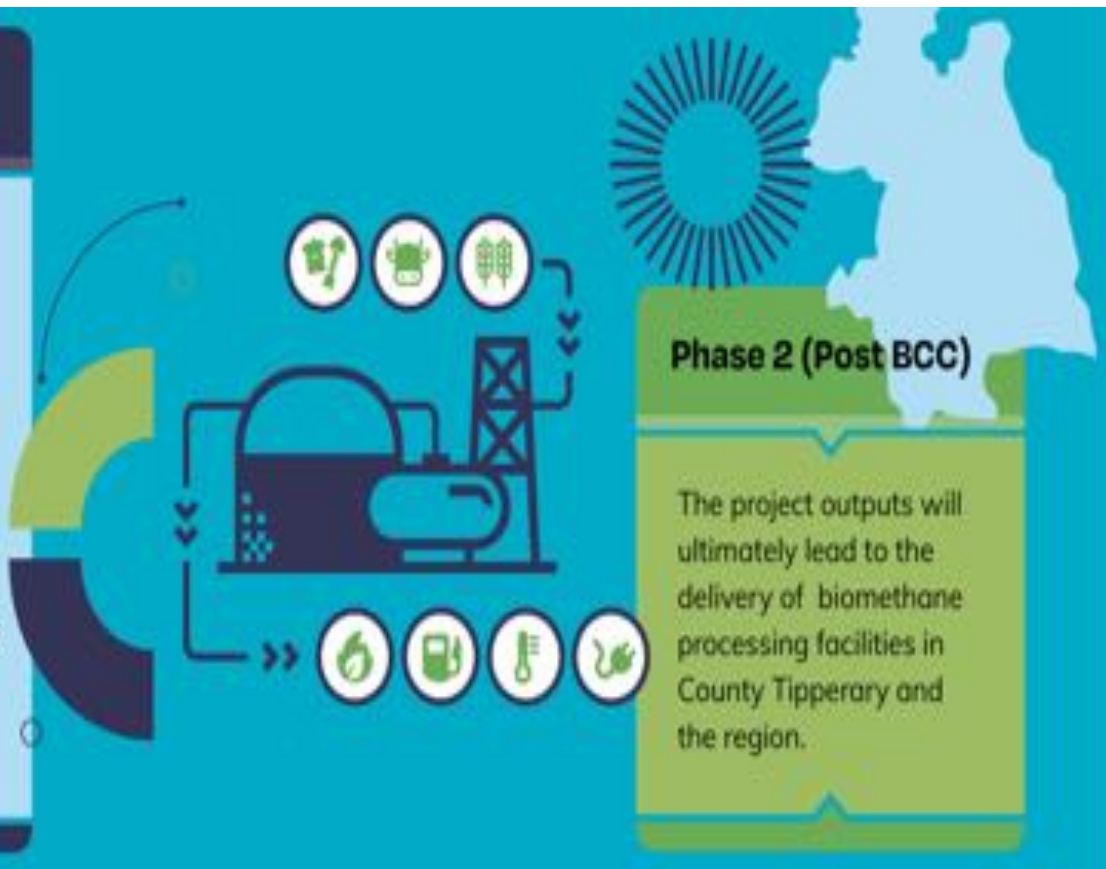 Phase 2 (Post BCC)
The project outputs will
ultimately lead to the
delivery of biomethane
processing facilities in
County Tipperary and
the region.